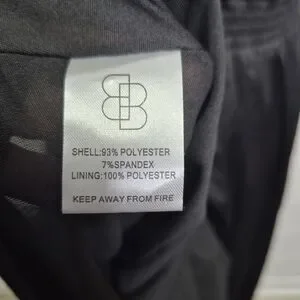 SHELL:93% POLYESTER
7%SPANDEX
LINING:100% POLYESTER
KEEP AWAY FROM FIRE